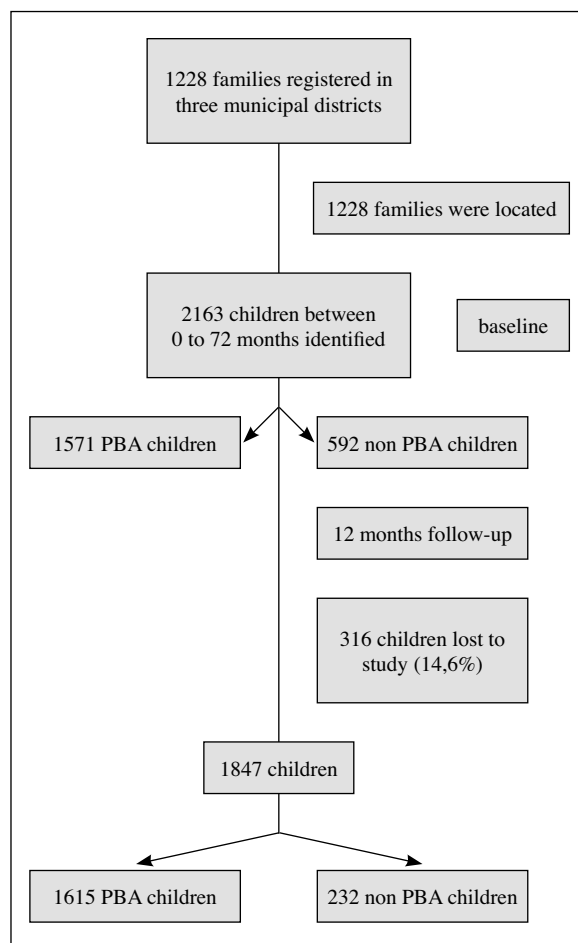 1228 families registered in
three municipal districts
1228 families were located
2163 children between
0 to 72 months identified
baseline
1571 PBA children
592 non PBA children
12 months follow-up
316 children lost to
study (14,6%)
1847 children
1615 PBA children
232 non PBA children